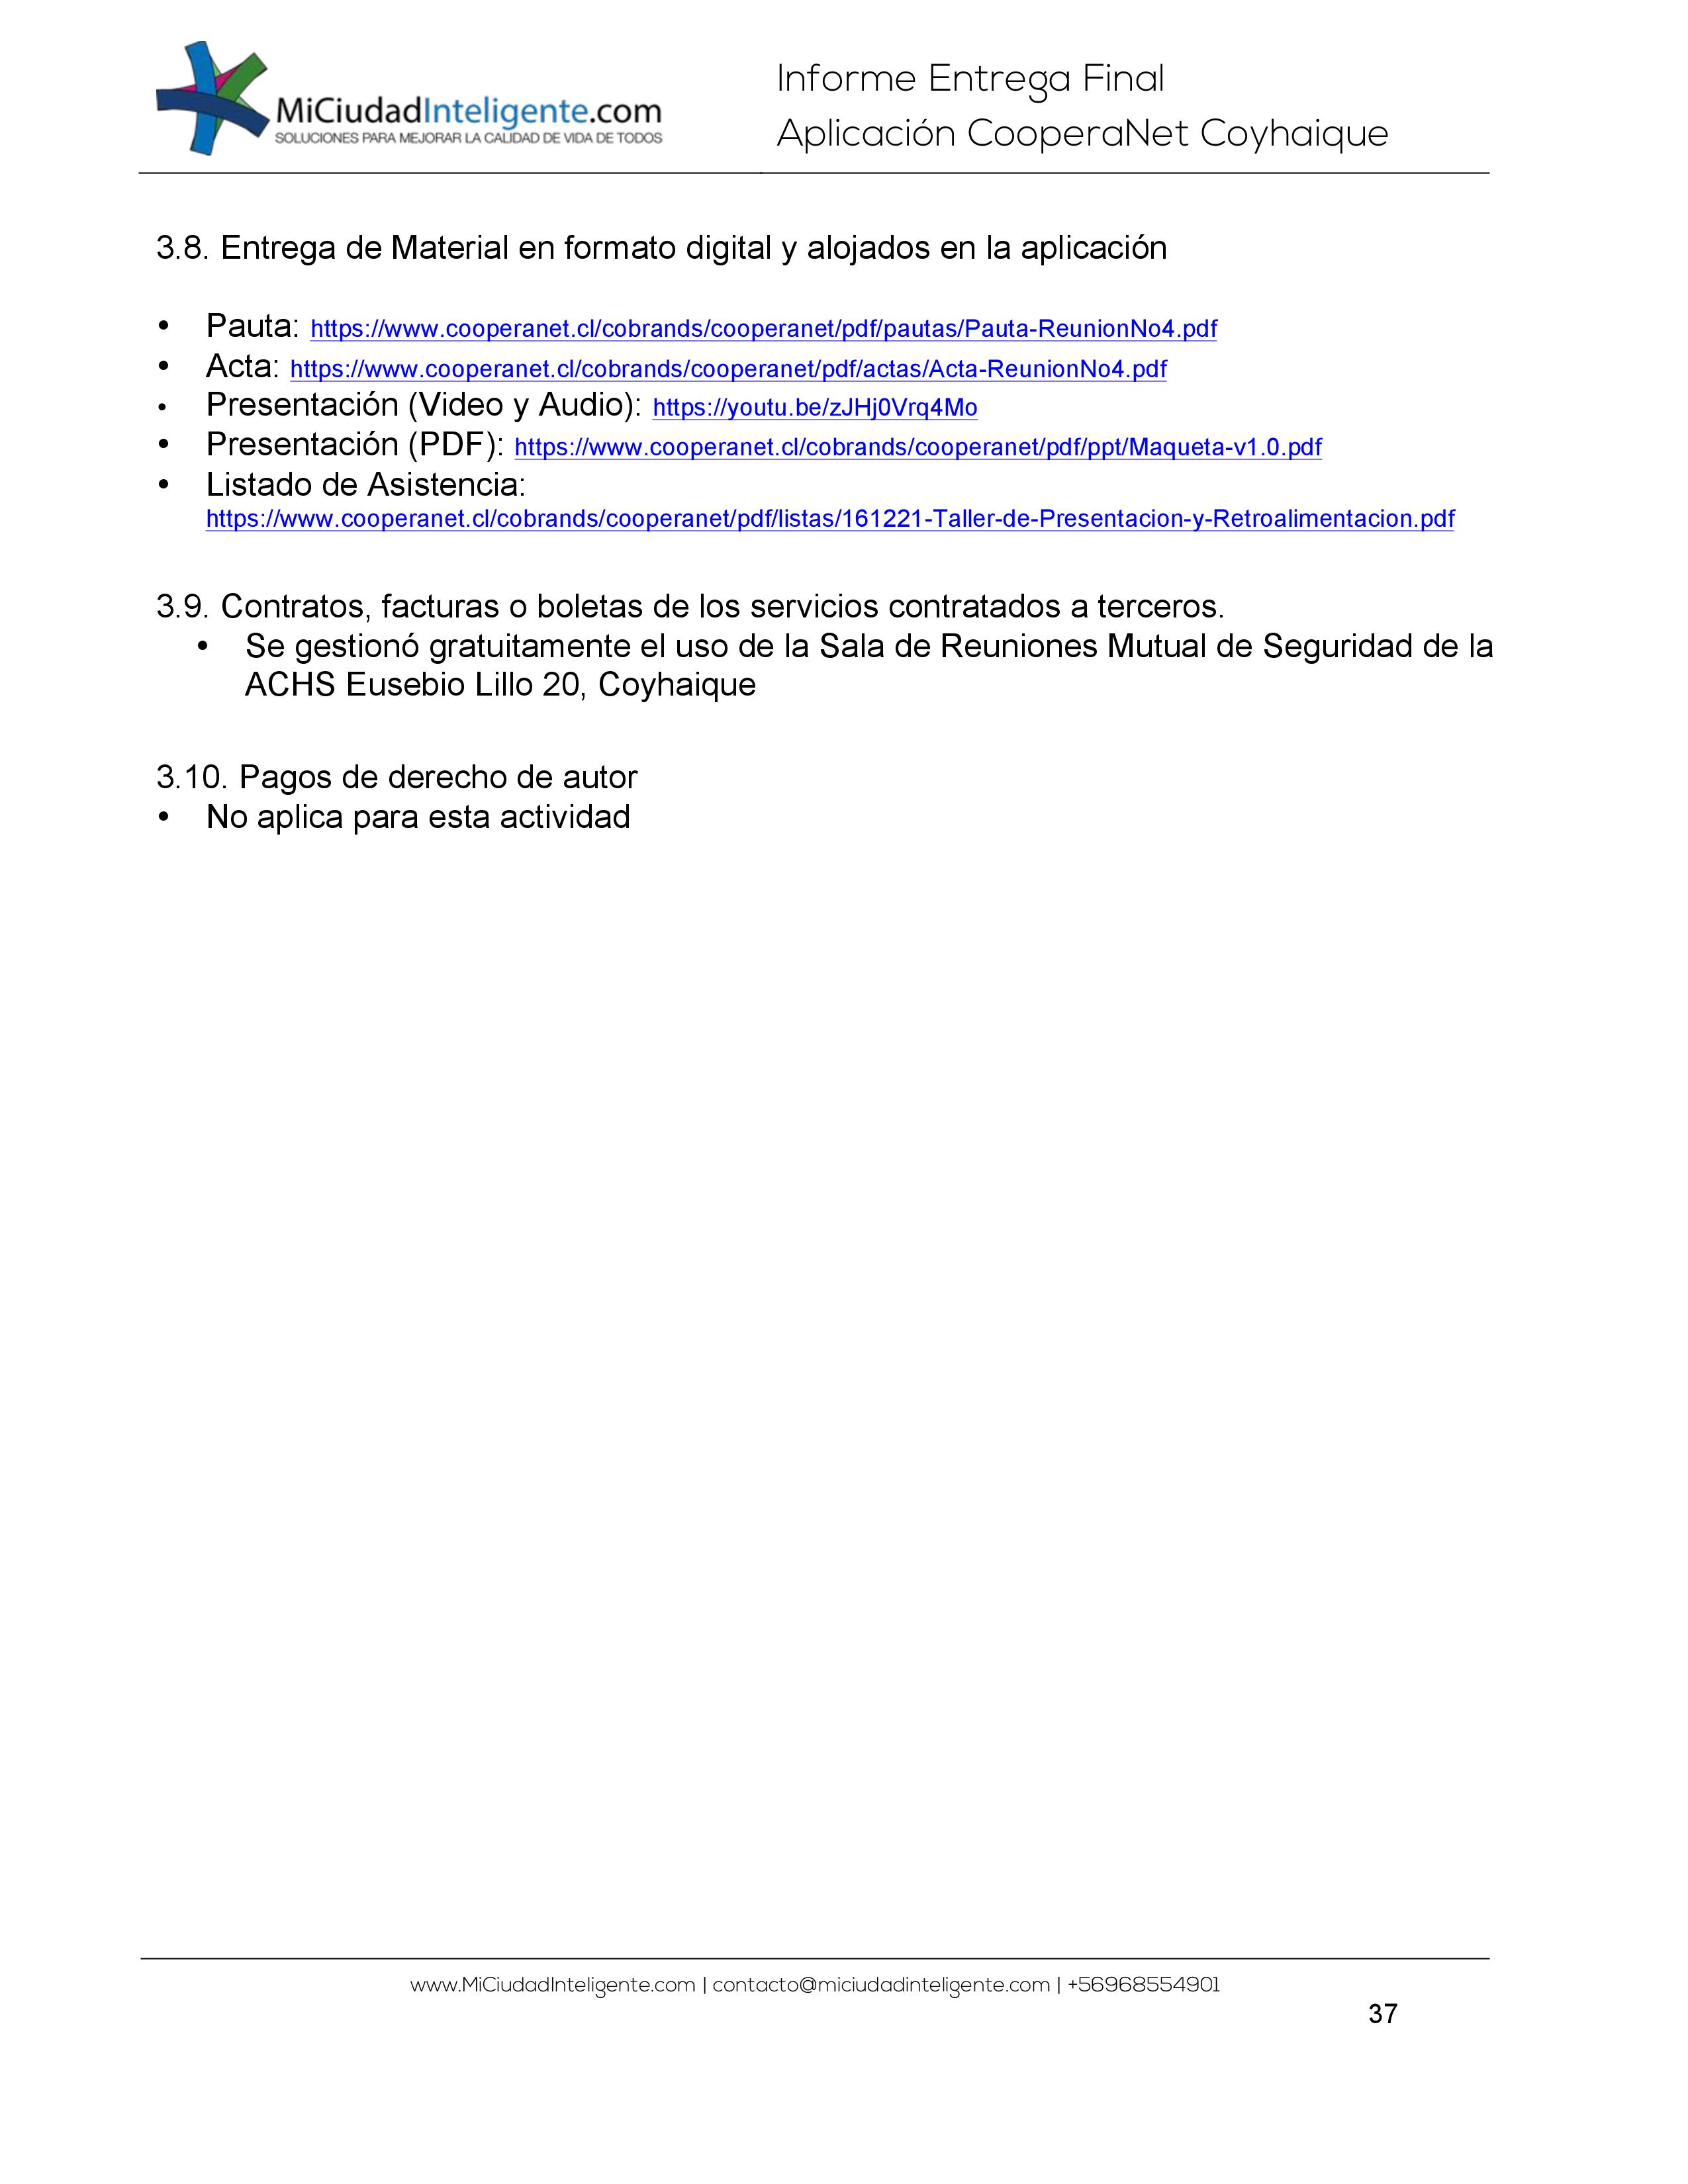 MiCiudadInteligente.com
SOLUCIONES PARA MEJORAR LA CALIDAD DE VIDA DE TODOS
Informe Entrega Final
Aplicación CooperaNet Coyhaique
3.8. Entrega de Material en formato digital y alojados en la aplicación
• Pauta: https://www.cooperanet.cl/cobrands/cooperanet/pdf/pautas/Pauta-ReunionNo4.pdf
• Acta: https://www.cooperanet.cl/cobrands/cooperanet/pdf/actas/Acta-ReunionNo4.pdf
• Presentación (Video y Audio): https://youtu.be/zJHj0Vrq4Mo
• Presentación (PDF): https://www.cooperanet.cl/cobrands/cooperanet/pdf/ppt/Maqueta-v1.0.pdf
• Listado de Asistencia:
https://www.cooperanet.cl/cobrands/cooperanet/pdf/listas/161221-Taller-de-Presentacion-y-Retroalimentacion.pdf
3.9. Contratos, facturas o boletas de los servicios contratados a terceros.
• Se gestionó gratuitamente el uso de la Sala de Reuniones Mutual de Seguridad de la
ACHS Eusebio Lillo 20, Coyhaique
3.10. Pagos de derecho de autor
• No aplica para esta actividad
www.MiCiudadInteligente.com | contacto@miciudadinteligente.com | +56968554901
37